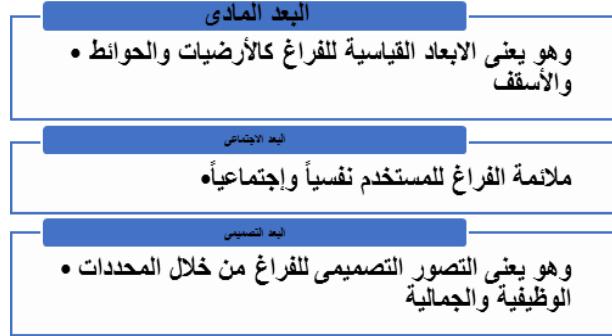 البعد المادى
وهو يعنى الابعاد القياسية للفراغ كالأرضيات والحوائط •
والأسقف
البعد الاجتماعى
ملائمة الفراغ للمستخدم نفسياً وإجتماعياً•
البعد التصميمى
وهو يعنى التصور التصميمى للفراغ من خلال المحددات •
الوظيفية والجمالية